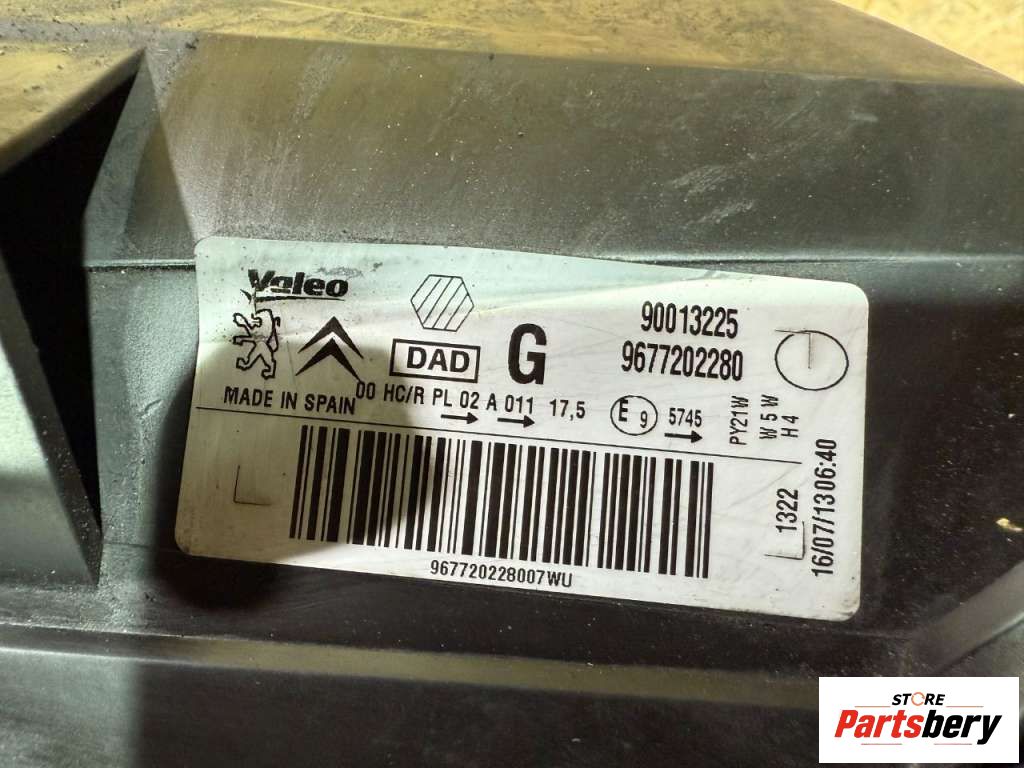 Valeo
90013225
9677202280
DAD
G
MADE IN SPAIN
00 HC/R PL 02 A 011 17,5
E 9
5745
PY21W
W5W
H4
1322
16/07/13 06:40
967720228007WU
STORE
Partsbery